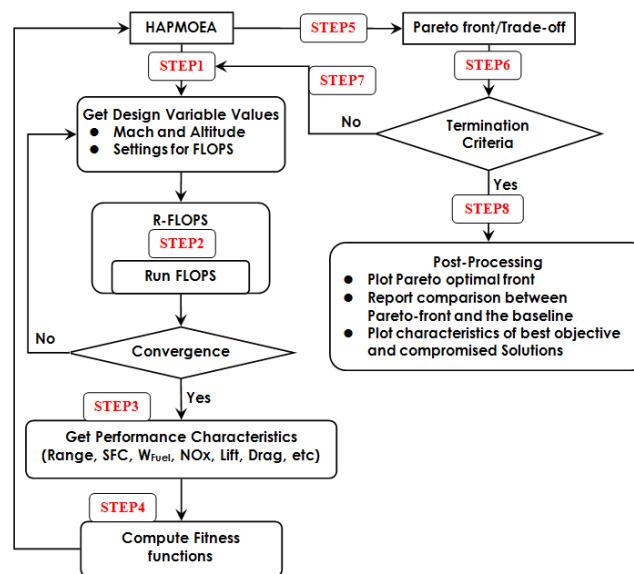 HAPMOEA
STEP5
Pareto front/Trade-off
STEP1
STEP7
STEP6
Get Design Variable Values
● Mach and Altitude
● Settings for FLOPS
No
Termination
Criteria
Yes
STEP8
R-FLOPS
STEP2
Run FLOPS
Post-Processing
● Plot Pareto optimal front
● Report comparison between
Pareto-front and the baseline
● Plot characteristics of best objective
and compromised Solutions
No
Convergence
Yes
STEP3
Get Performance Characteristics
(Range, SFC, WFuel, NOx, Lift, Drag, etc)
STEP4
Compute Fitness
functions